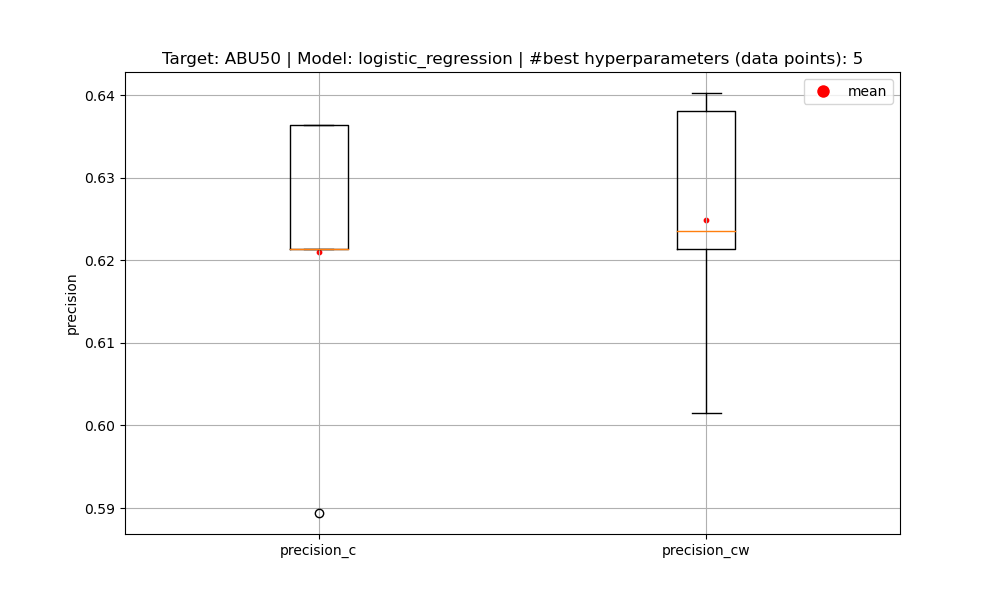 Target: ABU50 | Model: logistic_regression | #best hyperparameters (data points): 5
mean
0.64
0.63
0.62
0.61
0.60
0.59
precision
precision_c
precision_cw